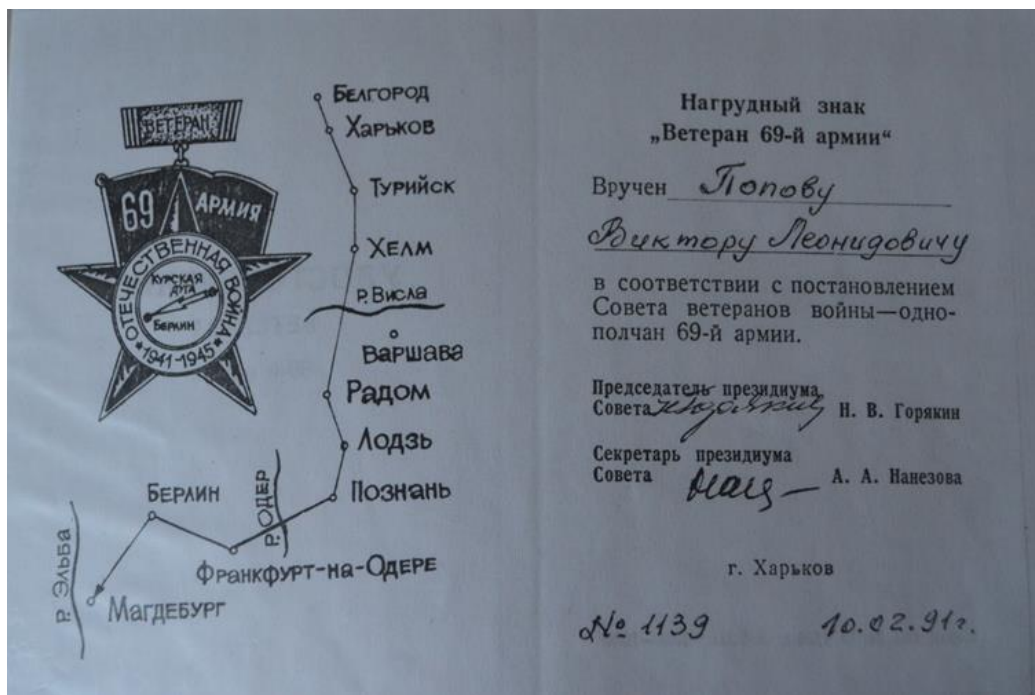 ВЕТЕРАН
69 АРМИЯ
ОТЕЧЕСТВЕННАЯ ВОЙНА
1941-1945
КУРСКАЯ
ДУГА
БЕРЛИН
БЕЛГОРОД
ХАРЬКОВ
ТУРИЙСК
ХЕЛМ
Р. ВИСЛА
ВАРШАВА
РАДОМ
ЛОДЗЬ
ПОЗНАНЬ
Р. ОДЕР
БЕРЛИН
ФРАНКФУРТ-НА-ОДЕРЕ
Р. ЭЛЬБА
МАГДЕБУРГ
Нагрудный знак
„Ветеран 69-й армии“
Вручен Попову
Виктору Леонидовичу
в соответствии с постановлением
Совета ветеранов войны—одно-
полчан 69-й армии.
Председатель президиума
Совета Н. В. Горякин
Секретарь президиума
Совета А. А. Нанезова
г. Харьков
№ 1139 10.02.91г.